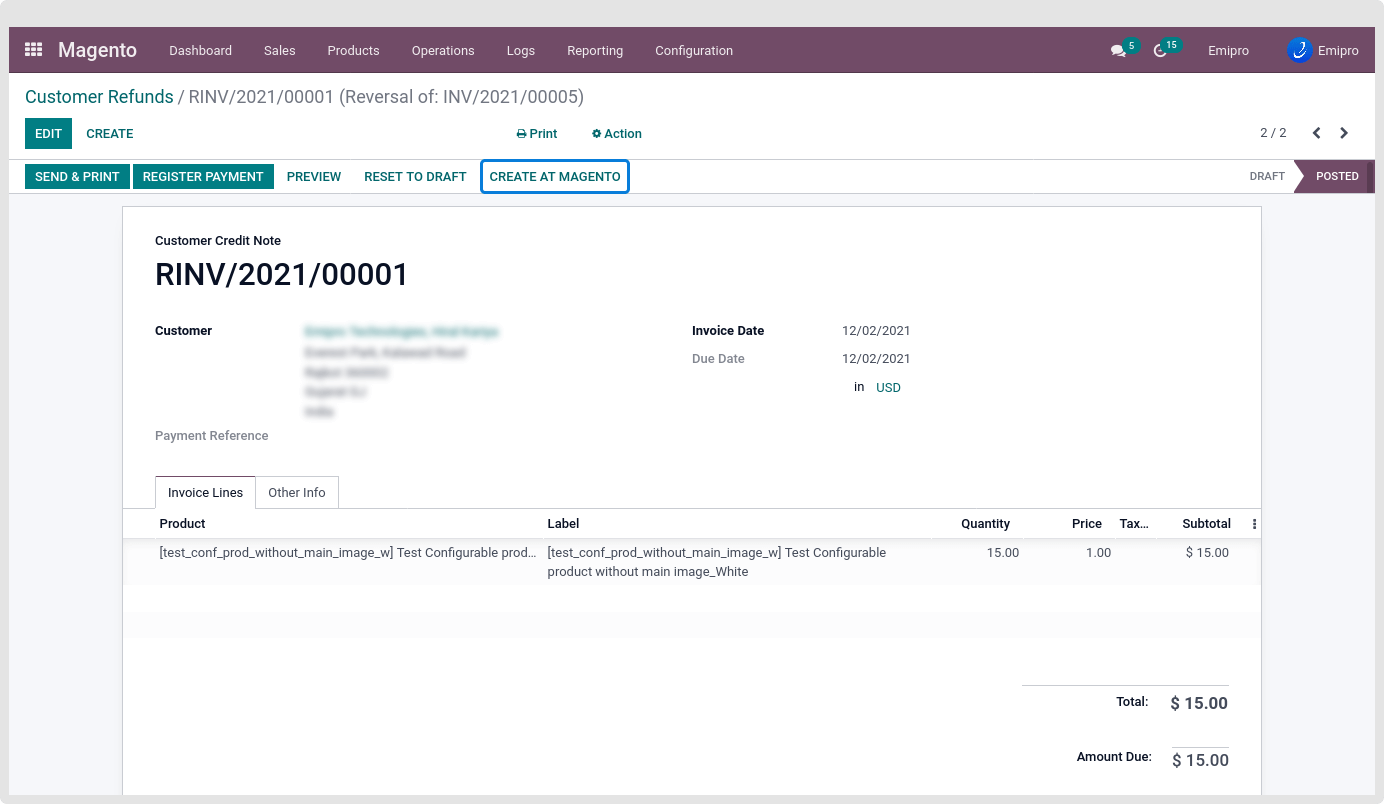 Magento Dashboard Sales Products Operations Logs Reporting Configuration 5 15 Emipro Emipro
Customer Refunds / RINV/2021/00001 (Reversal of: INV/2021/00005)
EDIT CREATE Print Action 2 / 2
SEND & PRINT REGISTER PAYMENT PREVIEW RESET TO DRAFT CREATE AT MAGENTO DRAFT POSTED
Customer Credit Note
RINV/2021/00001
Customer
Invoice Date 12/02/2021
Due Date 12/02/2021
in USD
Payment Reference
Invoice Lines Other Info
Product Label Quantity Price Tax... Subtotal
[test_conf_prod_without_main_image_w] Test Configurable prod... [test_conf_prod_without_main_image_w] Test Configurable 15.00 1.00 $ 15.00
product without main image_White
Total: $ 15.00
Amount Due: $ 15.00